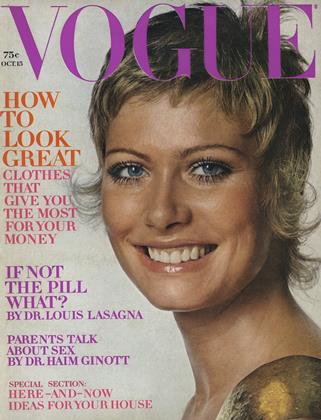 VOGUE
75¢
OCT.15
HOW
TO
LOOK
GREAT
CLOTHES
THAT
GIVE YOU
THE MOST
FOR YOUR
MONEY
IF NOT
THE PILL
WHAT?
BY DR. LOUIS LASAGNA
PARENTS TALK
ABOUT SEX
BY DR. HAIM GINOTT
SPECIAL SECTION:
HERE-AND-NOW
IDEAS FOR YOUR HOUSE